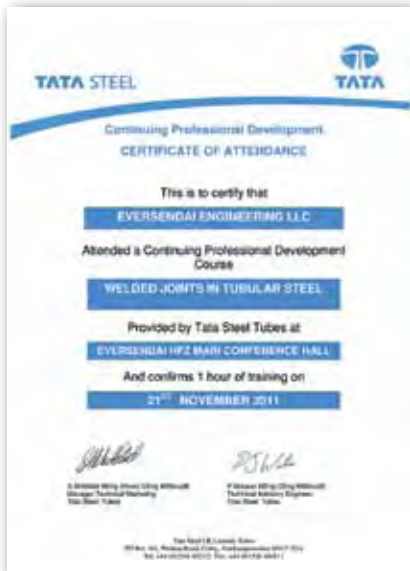 TATA STEEL
TATA
Continuing Professional Development
CERTIFICATE OF ATTENDANCE
This is to certify that
EVERSENDAI ENGINEERING LLC
Attended a Continuing Professional Development
Course
WELDED JOINTS IN TUBULAR STEEL
Provided by Tata Steel Tubes at
EVERSENDAI HFZ MAIN CONFERENCE HALL
And confirms 1 hour of training on
21ST NOVEMBER 2011
Manager Technical Marketing
Tata Steel Tubes
Technical Advisory Engineer
Tata Steel Tubes